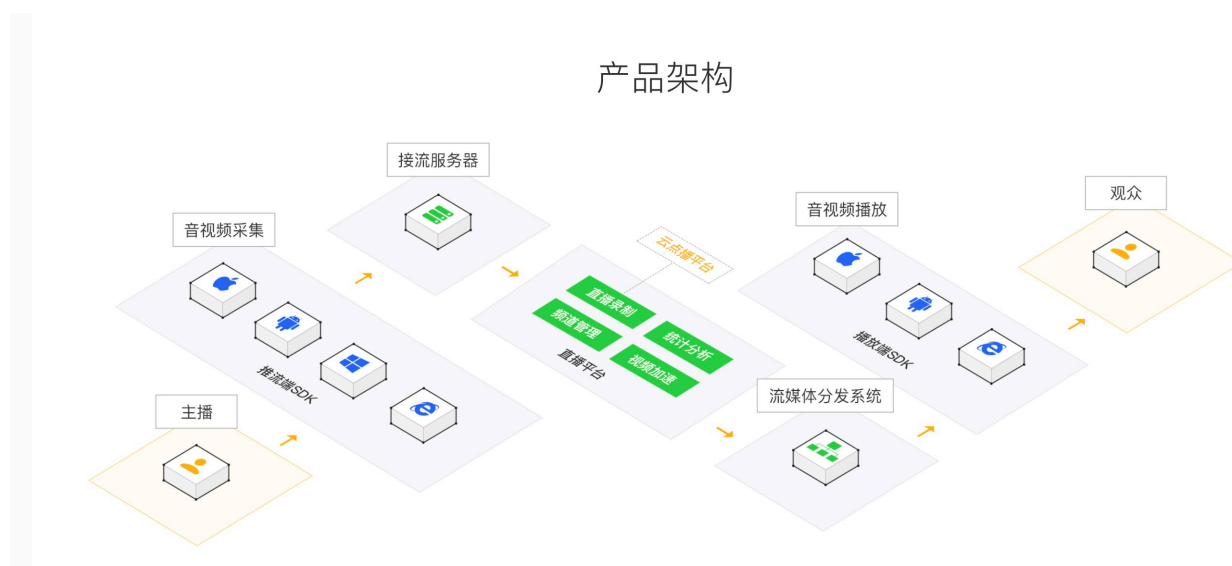 产品架构
接流服务器
音视频采集
推流端SDK
主播
云点播平台
直播录制
频道管理
统计分析
视频加速
直播平台
流媒体分发系统
音视频播放
播放端SDK
观众